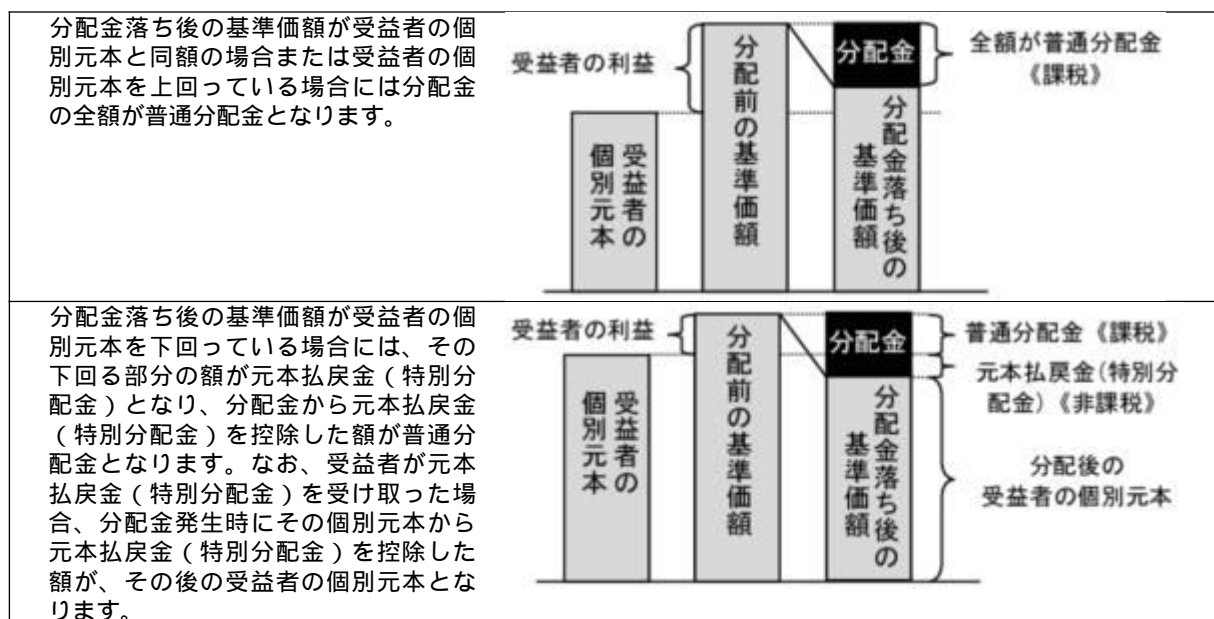 分配金落ち後の基準価額が受益者の個
別元本と同額の場合または受益者の個
別元本を上回っている場合には分配金
の全額が普通分配金となります。
受益者の利益
受益者の
個別元本
分配前の基準価額
分配金
分配金落ち後の
基準価額
全額が普通分配金
《課税》
分配金落ち後の基準価額が受益者の個
別元本を下回っている場合には、その
下回る部分の額が元本払戻金（特別分
配金）となり、分配金から元本払戻金
（特別分配金）を控除した額が普通分
配金となります。なお、受益者が元本
払戻金（特別分配金）を受け取った場
合、分配金発生時にその個別元本から
元本払戻金（特別分配金）を控除した
額が、その後の受益者の個別元本とな
ります。
受益者の利益
受益者の
個別元本
分配前の基準価額
分配金
分配金落ち後の
基準価額
普通分配金《課税》
元本払戻金(特別分
配金)《非課税》
分配後の
受益者の個別元本